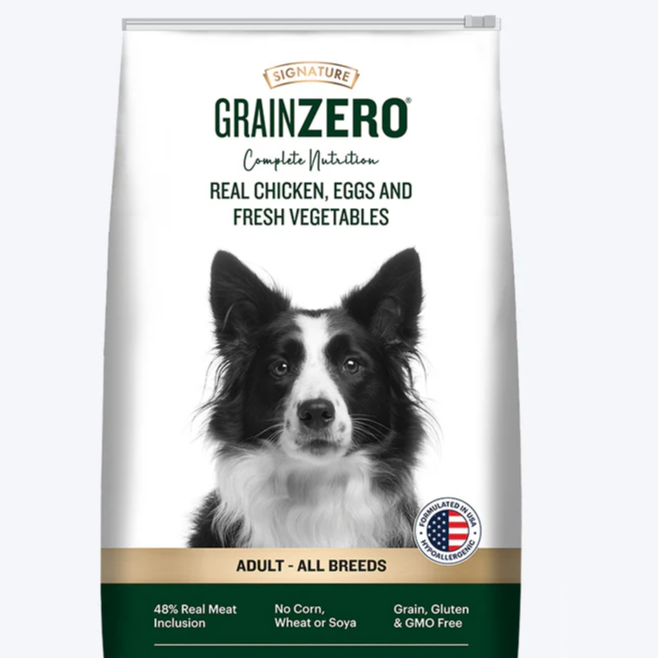 SIGNATURE
GRAINZERO®
Complete Nutrition
REAL CHICKEN, EGGS AND
FRESH VEGETABLES
FORMULATED IN USA
HYPOALLERGENIC
ADULT - ALL BREEDS
48% Real Meat
Inclusion
No Corn,
Wheat or Soya
Grain, Gluten
& GMO Free